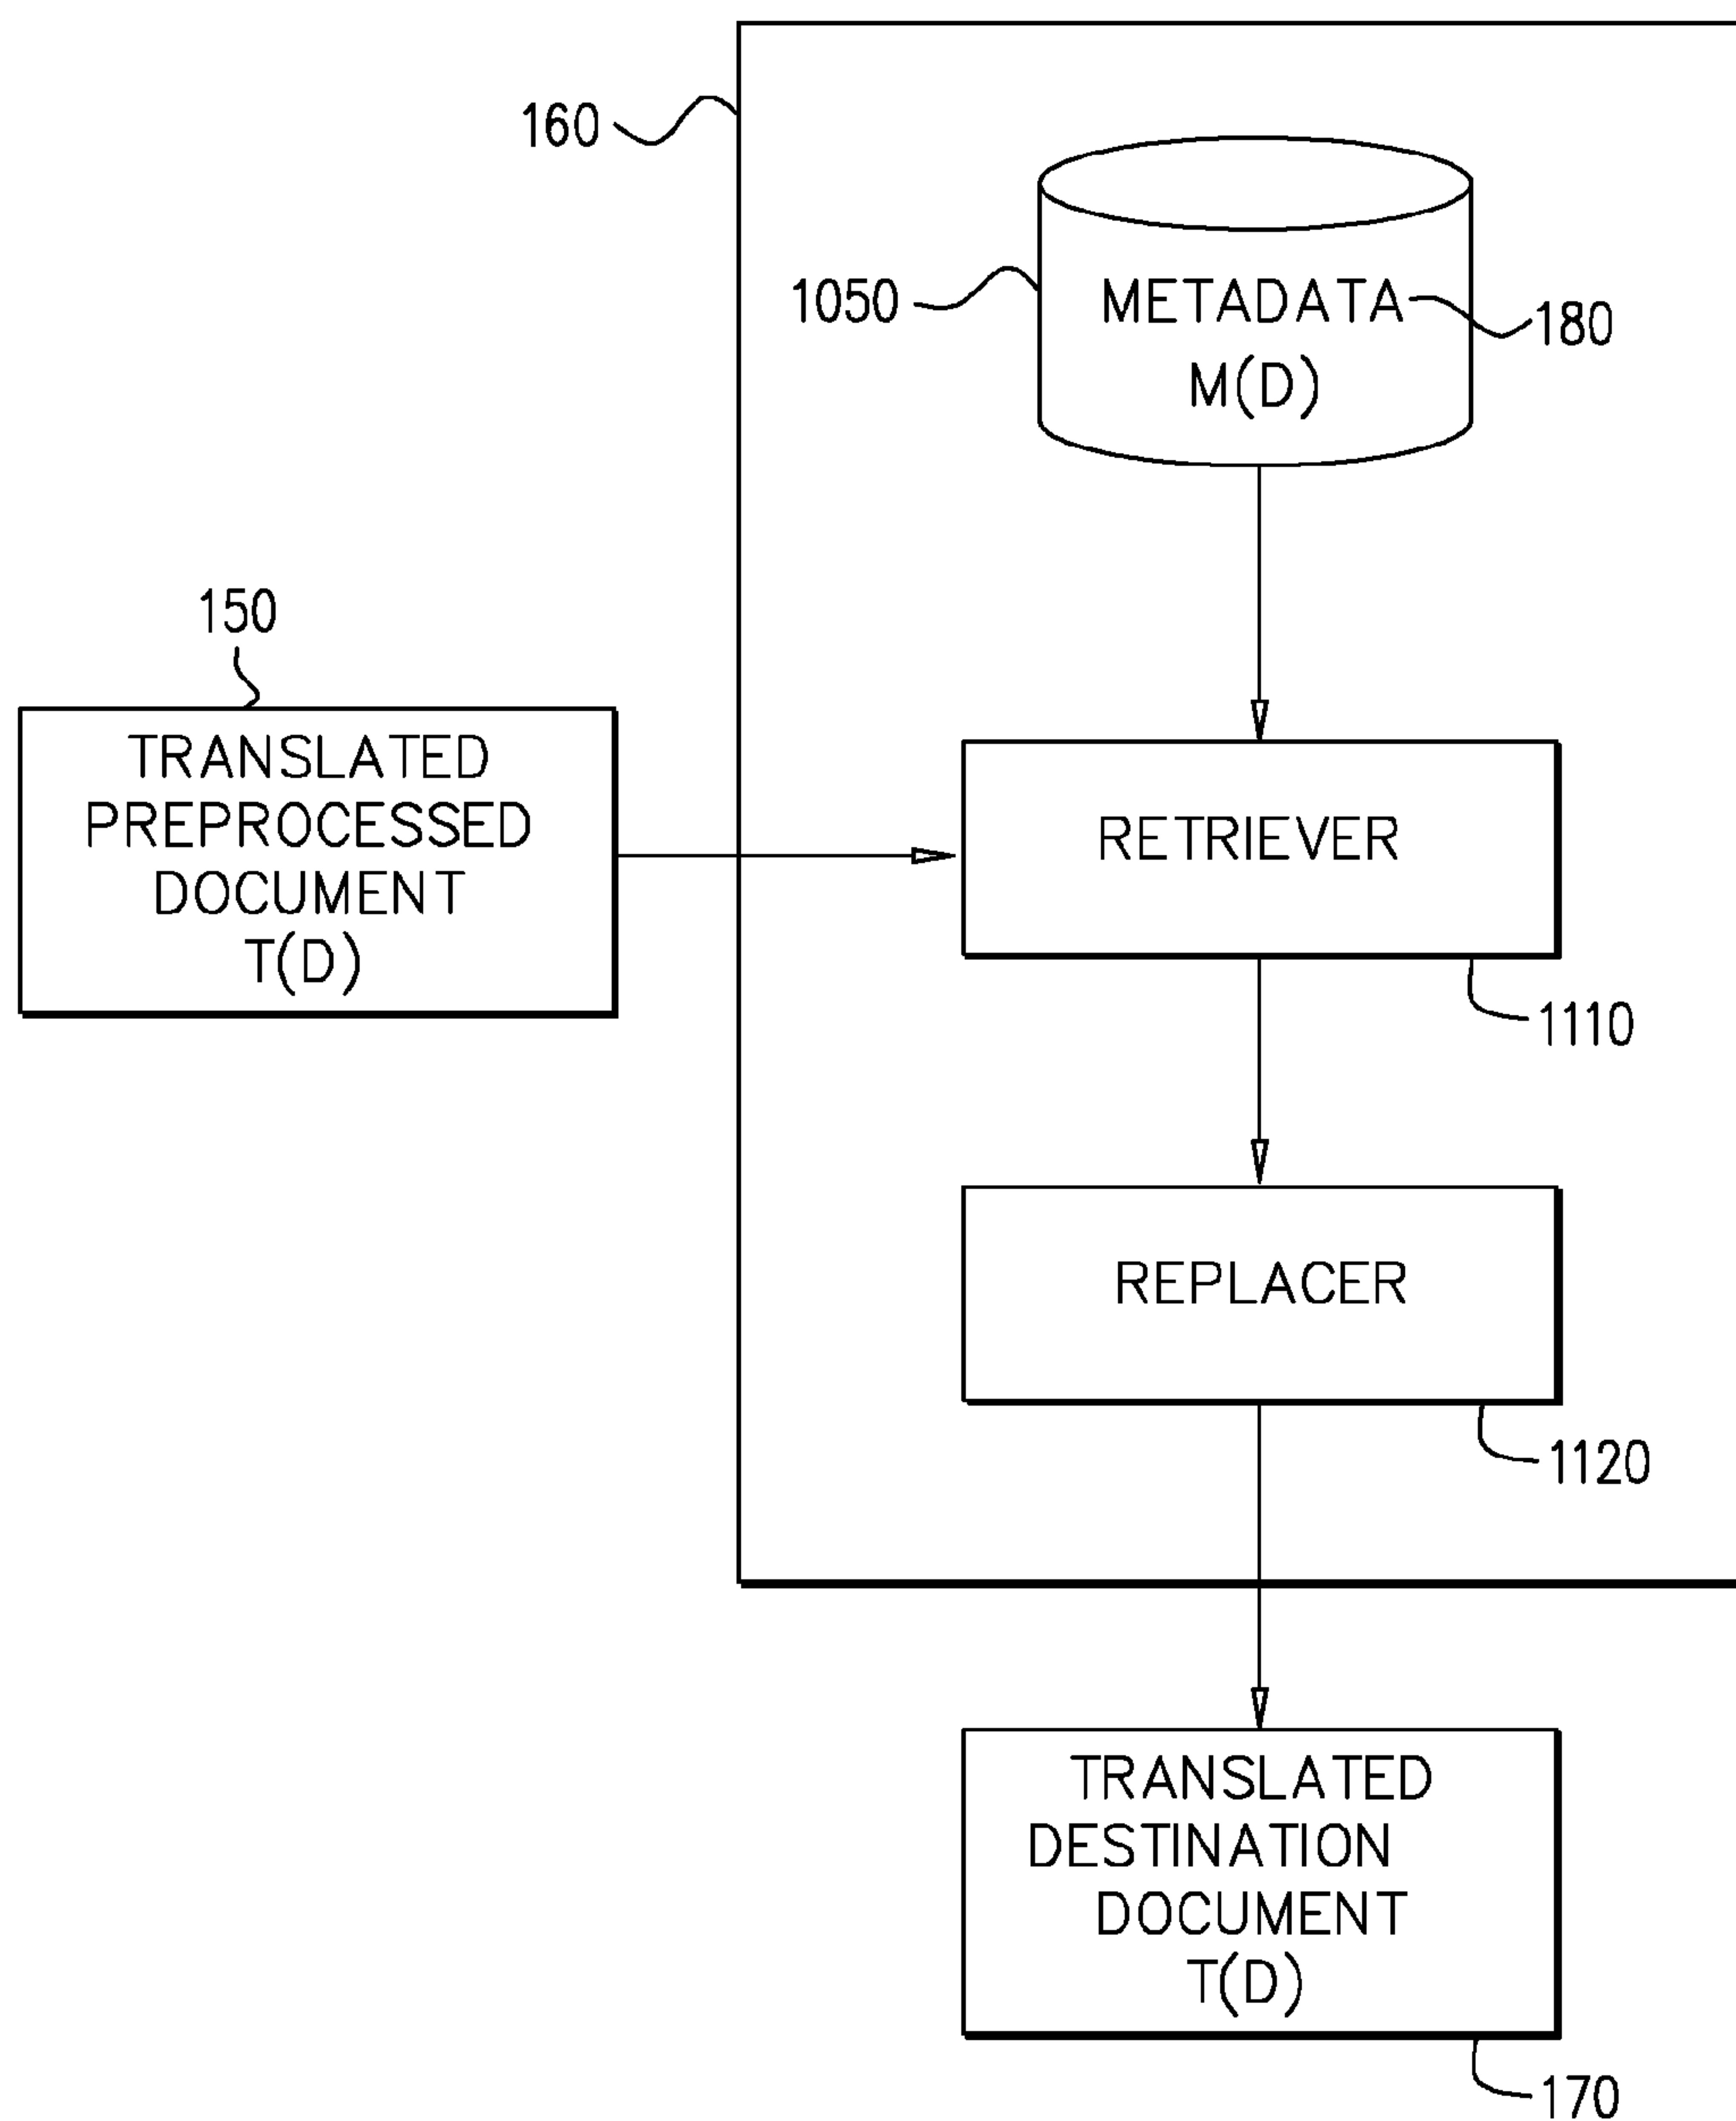 160
1050
METADATA
180
M(D)
150
TRANSLATED
PREPROCESSED
DOCUMENT
T(D)
RETRIEVER
1110
REPLACER
1120
TRANSLATED
DESTINATION
DOCUMENT
T(D)
170